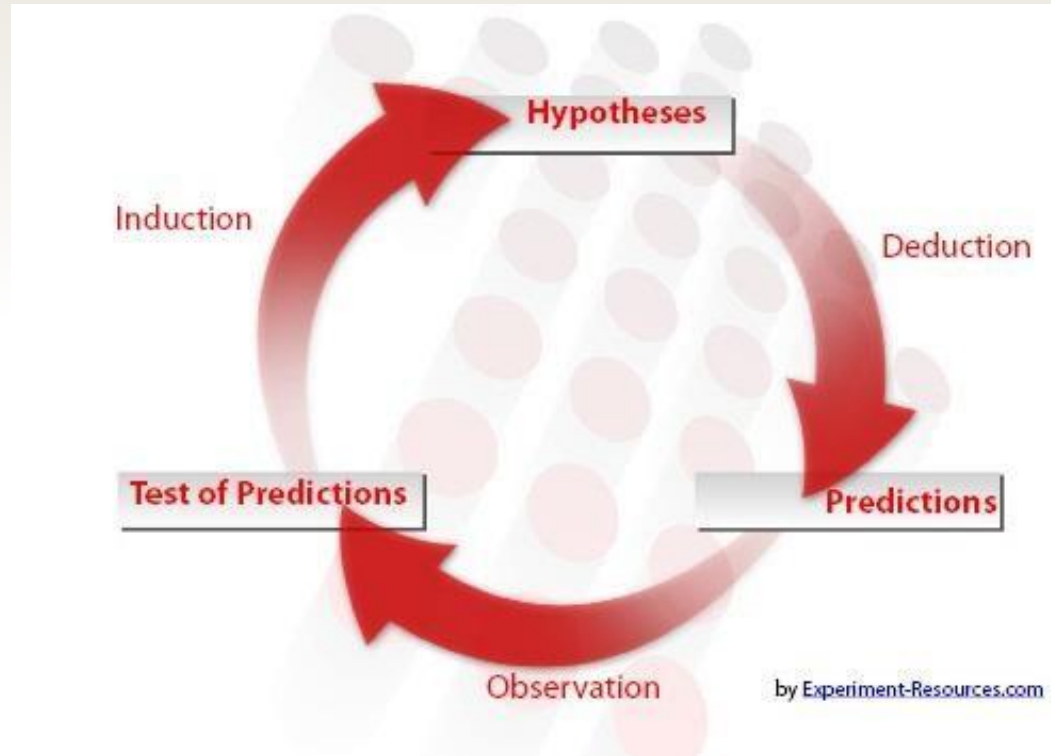 Hypotheses
Induction
Deduction
Test of Predictions
Predictions
Observation
by Experiment-Resources.com